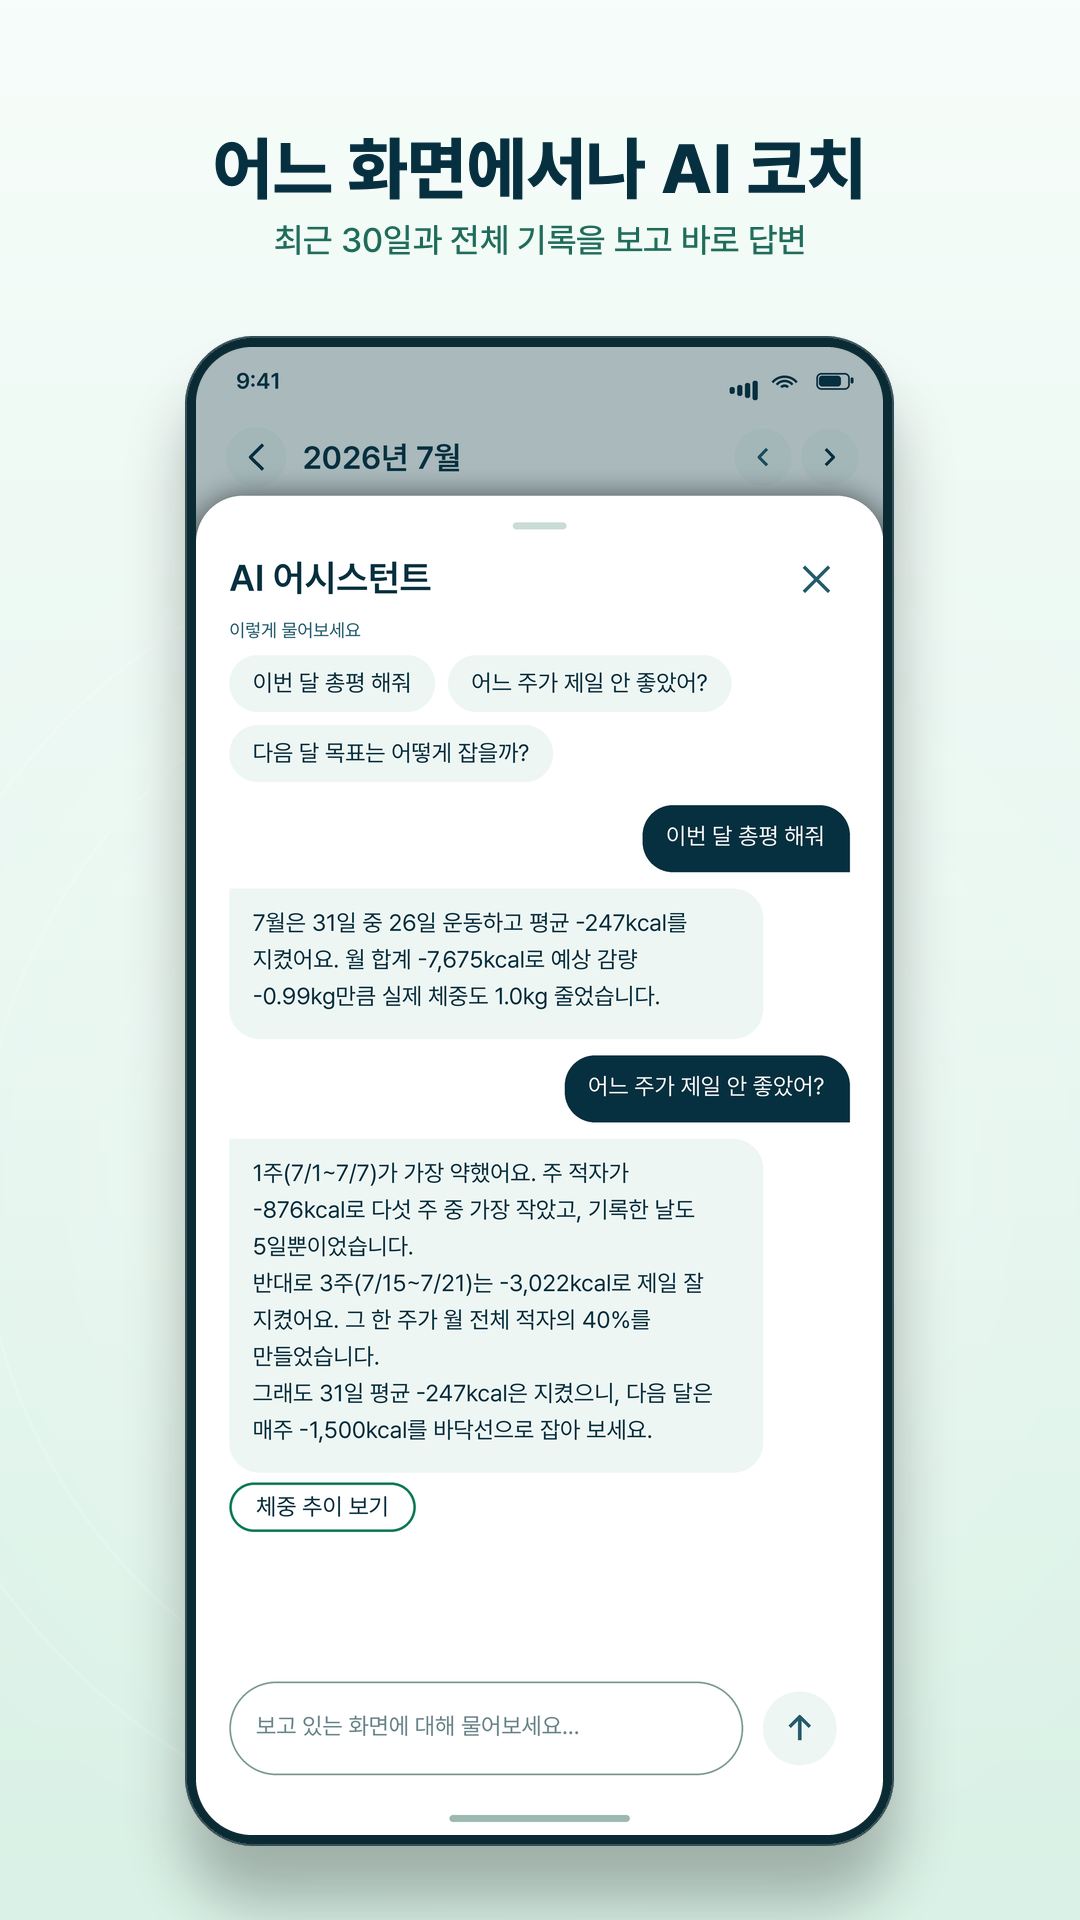 어느 화면에서나 AI 코치
최근 30일과 전체 기록을 보고 바로 답변
9:41
2026년 7월
AI 어시스턴트
이렇게 물어보세요
이번 달 총평 해줘
어느 주가 제일 안 좋았어?
다음 달 목표는 어떻게 잡을까?
이번 달 총평 해줘
7월은 31일 중 26일 운동하고 평균 -247kcal를
지켰어요. 월 합계 -7,675kcal로 예상 감량
-0.99kg만큼 실제 체중도 1.0kg 줄었습니다.
어느 주가 제일 안 좋았어?
1주(7/1~7/7)가 가장 약했어요. 주 적자가
-876kcal로 다섯 주 중 가장 작았고, 기록한 날도
5일뿐이었습니다.
반대로 3주(7/15~7/21)는 -3,022kcal로 제일 잘
지켰어요. 그 한 주가 월 전체 적자의 40%를
만들었습니다.
그래도 31일 평균 -247kcal은 지켰으니, 다음 달은
매주 -1,500kcal를 바닥선으로 잡아 보세요.
체중 추이 보기
보고 있는 화면에 대해 물어보세요...